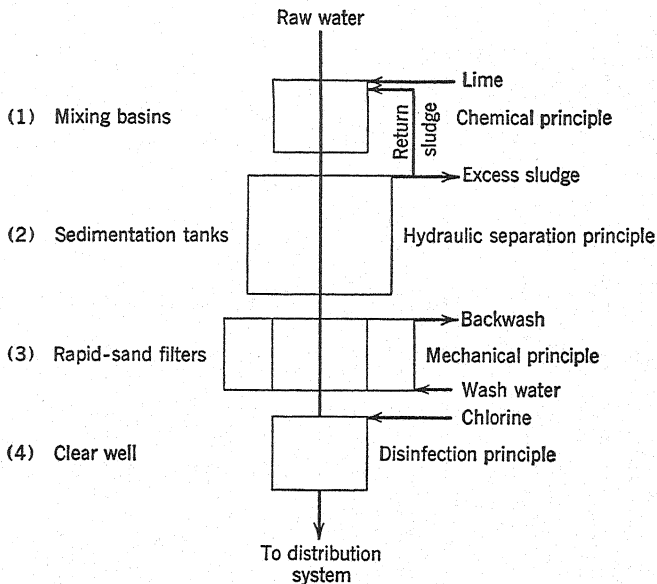 Raw water
Lime
(1) Mixing basins
Return
sludge
Chemical principle
Excess sludge
(2) Sedimentation tanks
Hydraulic separation principle
Backwash
(3) Rapid-sand filters
Mechanical principle
Wash water
Chlorine
(4) Clear well
Disinfection principle
To distribution
system